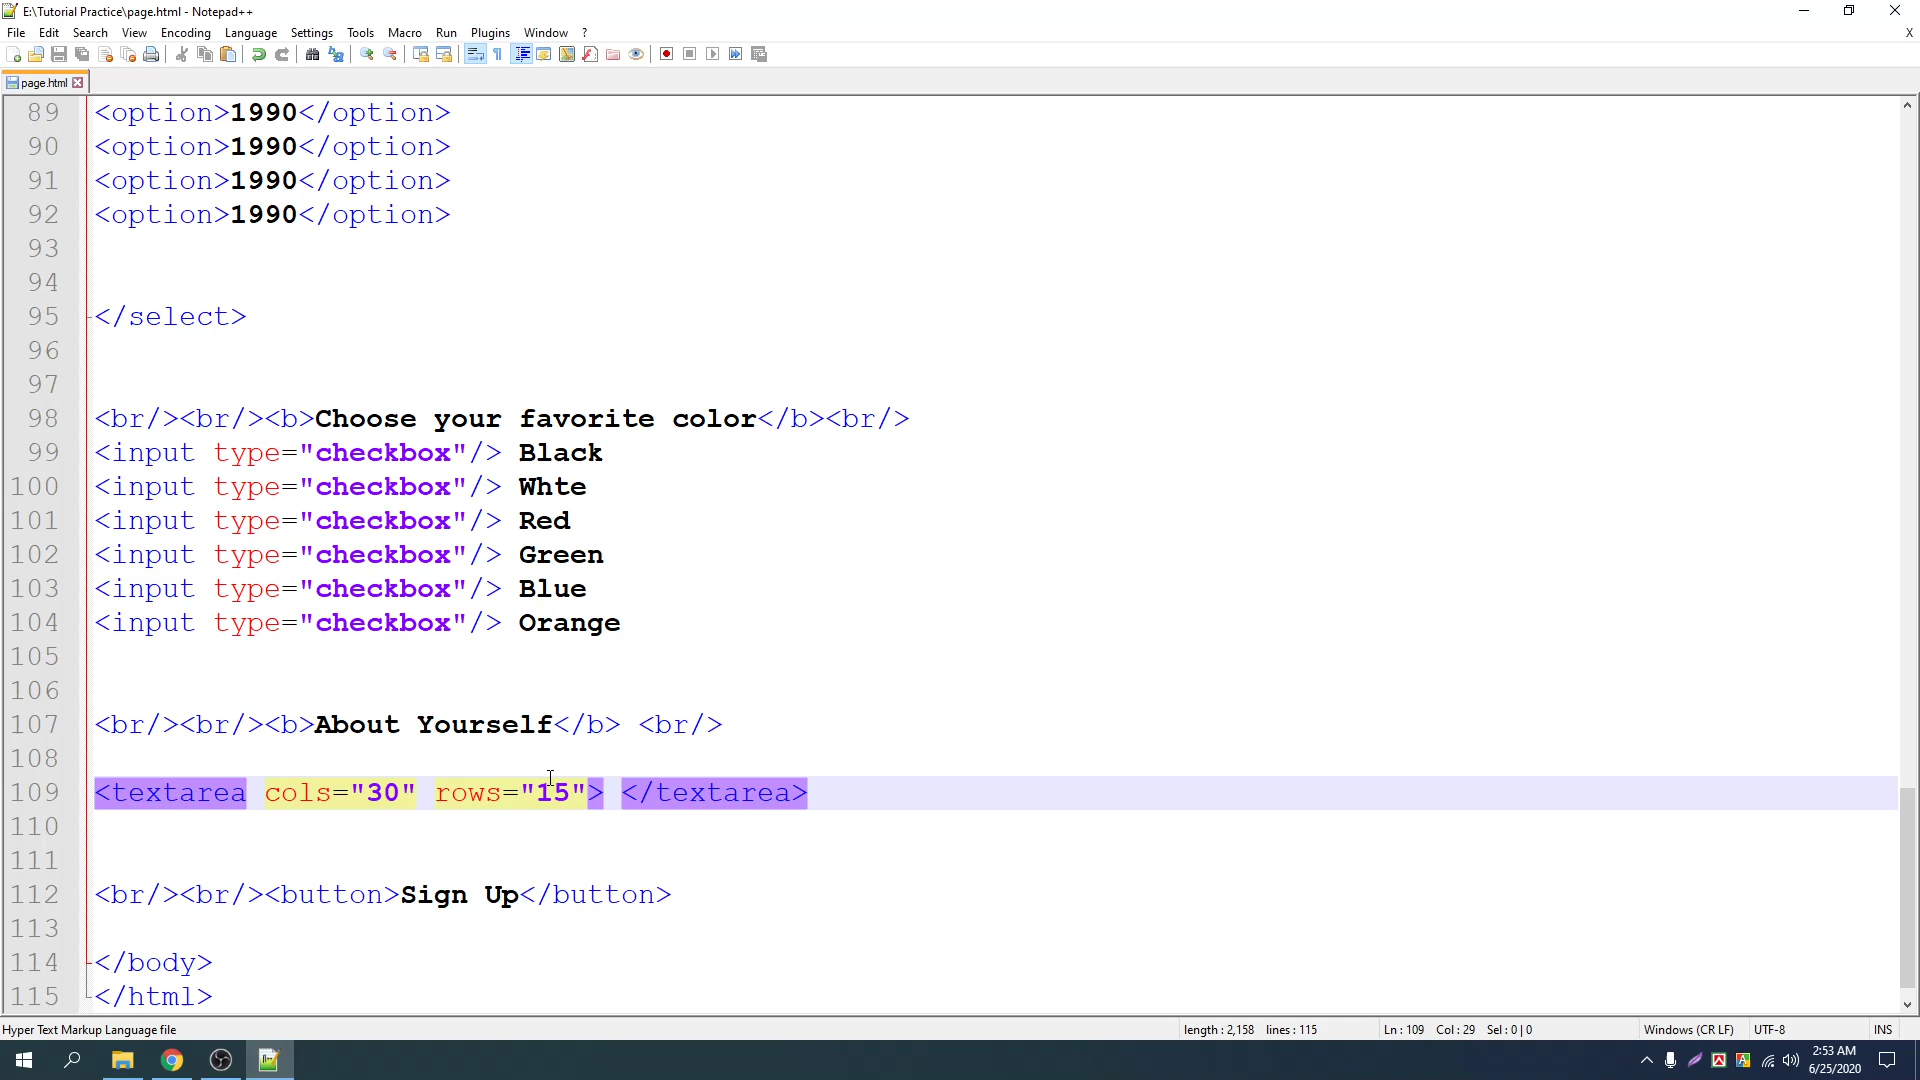 E:\Tutorial Practice\page.html - Notepad++
File Edit Search View Encoding Language Settings Tools Macro Run Plugins Window ? X
page.html
89 <option>1990</option>
90 <option>1990</option>
91 <option>1990</option>
92 <option>1990</option>
93
94
95 </select>
96
97
98 <br/><br/><b>Choose your favorite color</b><br/>
99 <input type="checkbox"/> Black
100 <input type="checkbox"/> Whte
101 <input type="checkbox"/> Red
102 <input type="checkbox"/> Green
103 <input type="checkbox"/> Blue
104 <input type="checkbox"/> Orange
105
106
107 <br/><br/><b>About Yourself</b> <br/>
108
109 <textarea cols="30" rows="15"> </textarea>
110
111
112 <br/><br/><button>Sign Up</button>
113
114 </body>
115 </html>
Hyper Text Markup Language file length : 2,158 lines : 115 Ln : 109 Col : 29 Sel : 0 | 0 Windows (CR LF) UTF-8 INS
2:53 AM
6/25/2020